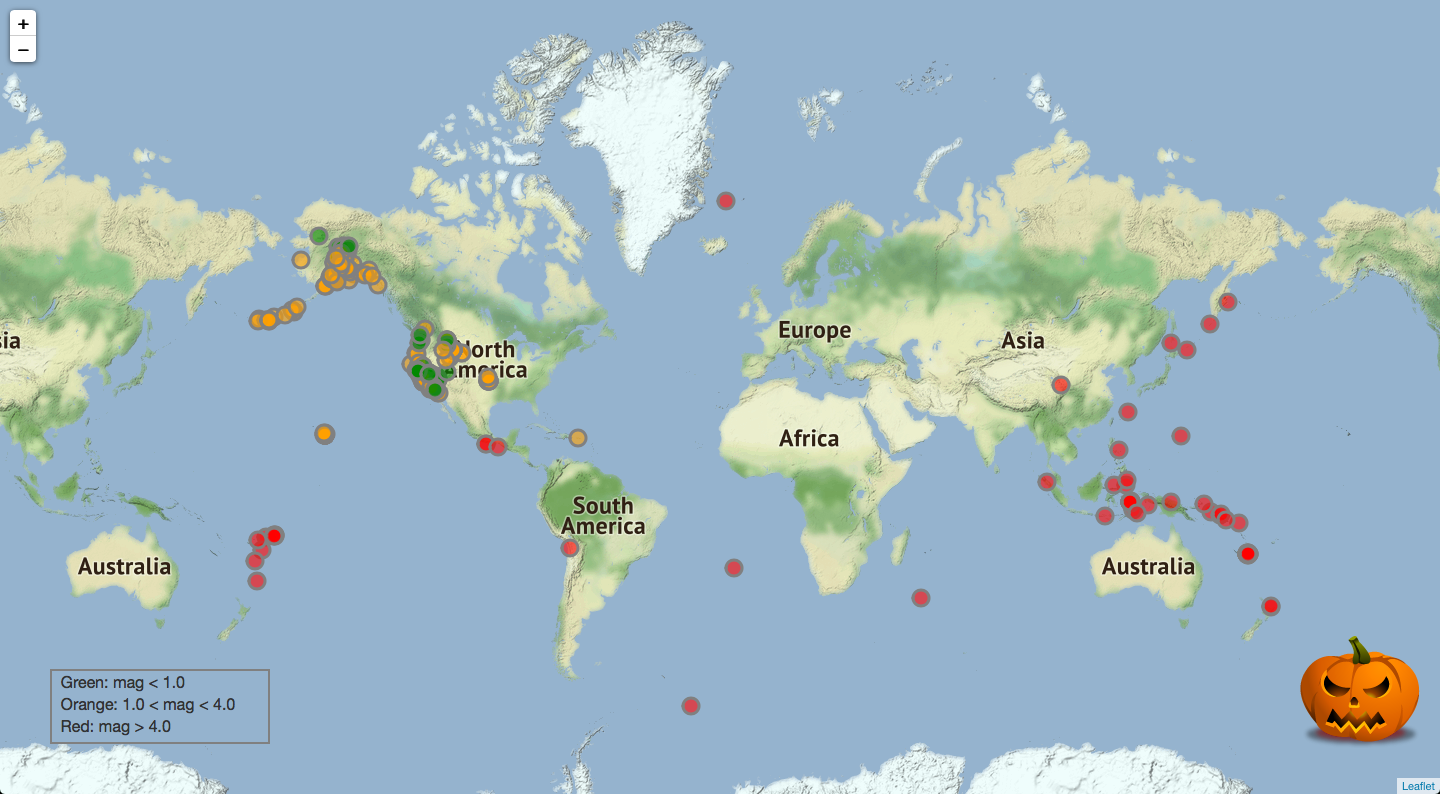 +
−
North
America
Europe
Asia
sia
Africa
South
America
Australia
Australia
Green: mag < 1.0
Orange: 1.0 < mag < 4.0
Red: mag > 4.0
Leaflet